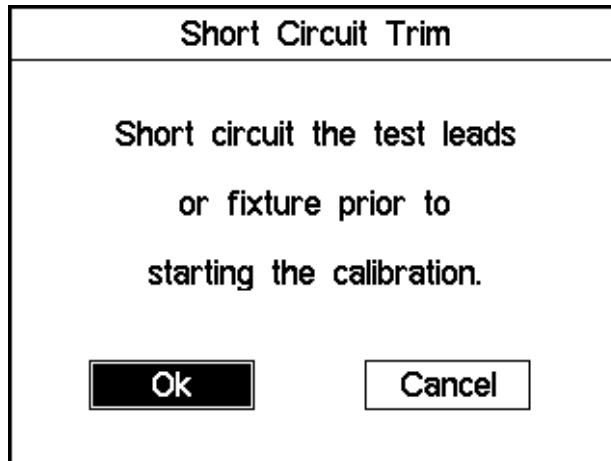 Short Circuit Trim
Short circuit the test leads
or fixture prior to
starting the calibration.
Ok
Cancel